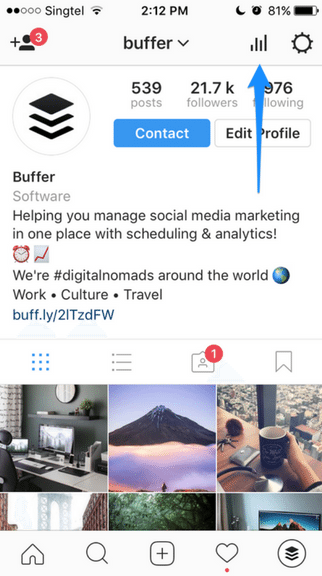 Singtel 2:12 PM 81%
3
buffer
539 21.7 k 976
posts followers following
Contact Edit Profile
Buffer
Software
Helping you manage social media marketing
in one place with scheduling & analytics!
We're #digitalnomads around the world
Work • Culture • Travel
buff.ly/2lTzdFW
1